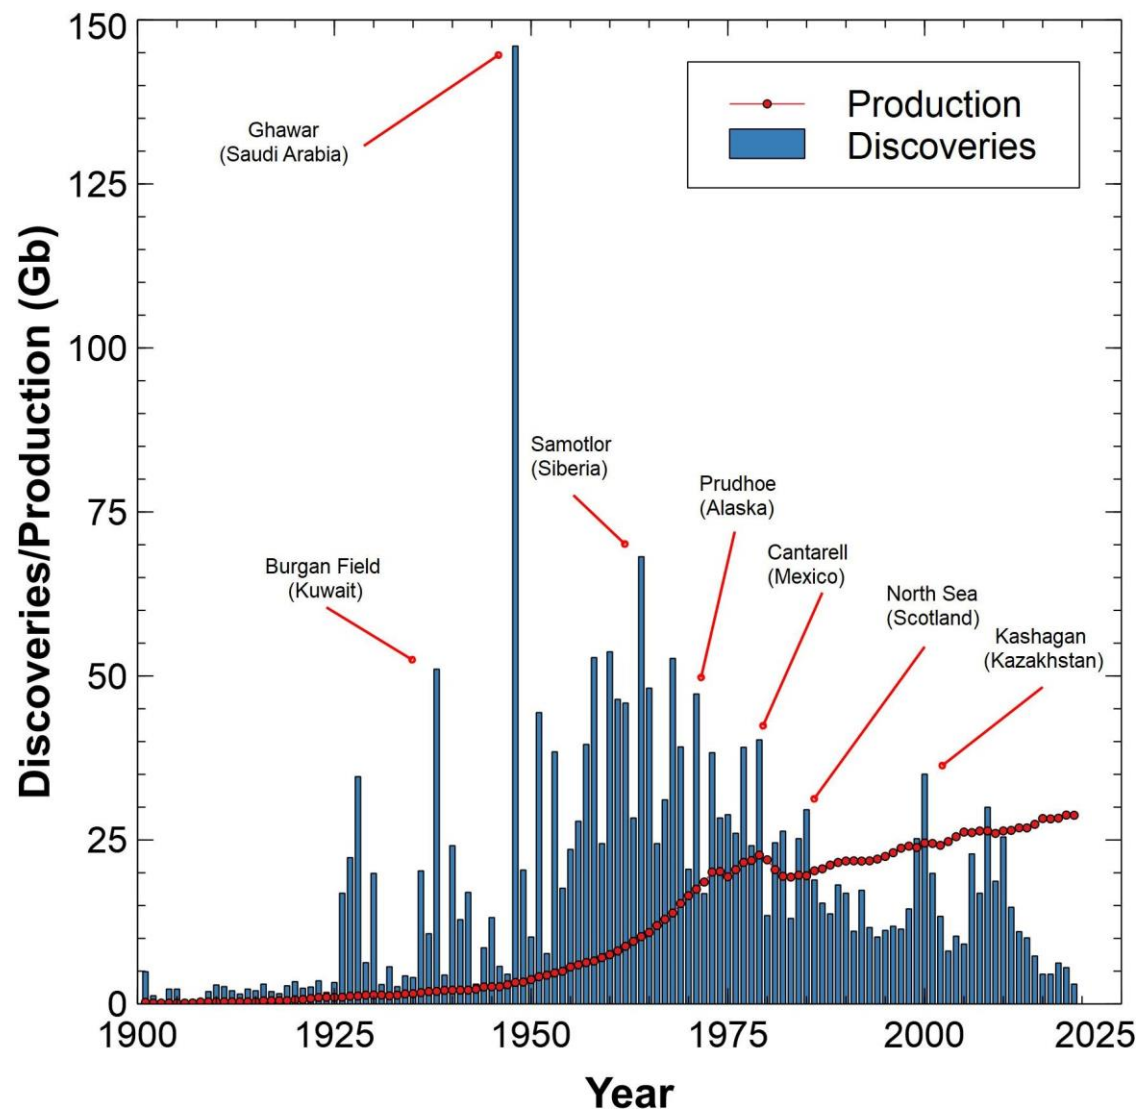 150
125
100
75
50
25
0
Discoveries/Production (Gb)
Production
Discoveries
Ghawar
(Saudi Arabia)
Samotlor
(Siberia)
Prudhoe
(Alaska)
Burgan Field
(Kuwait)
Cantarell
(Mexico)
North Sea
(Scotland)
Kashagan
(Kazakhstan)
1900 1925 1950 1975 2000 2025
Year